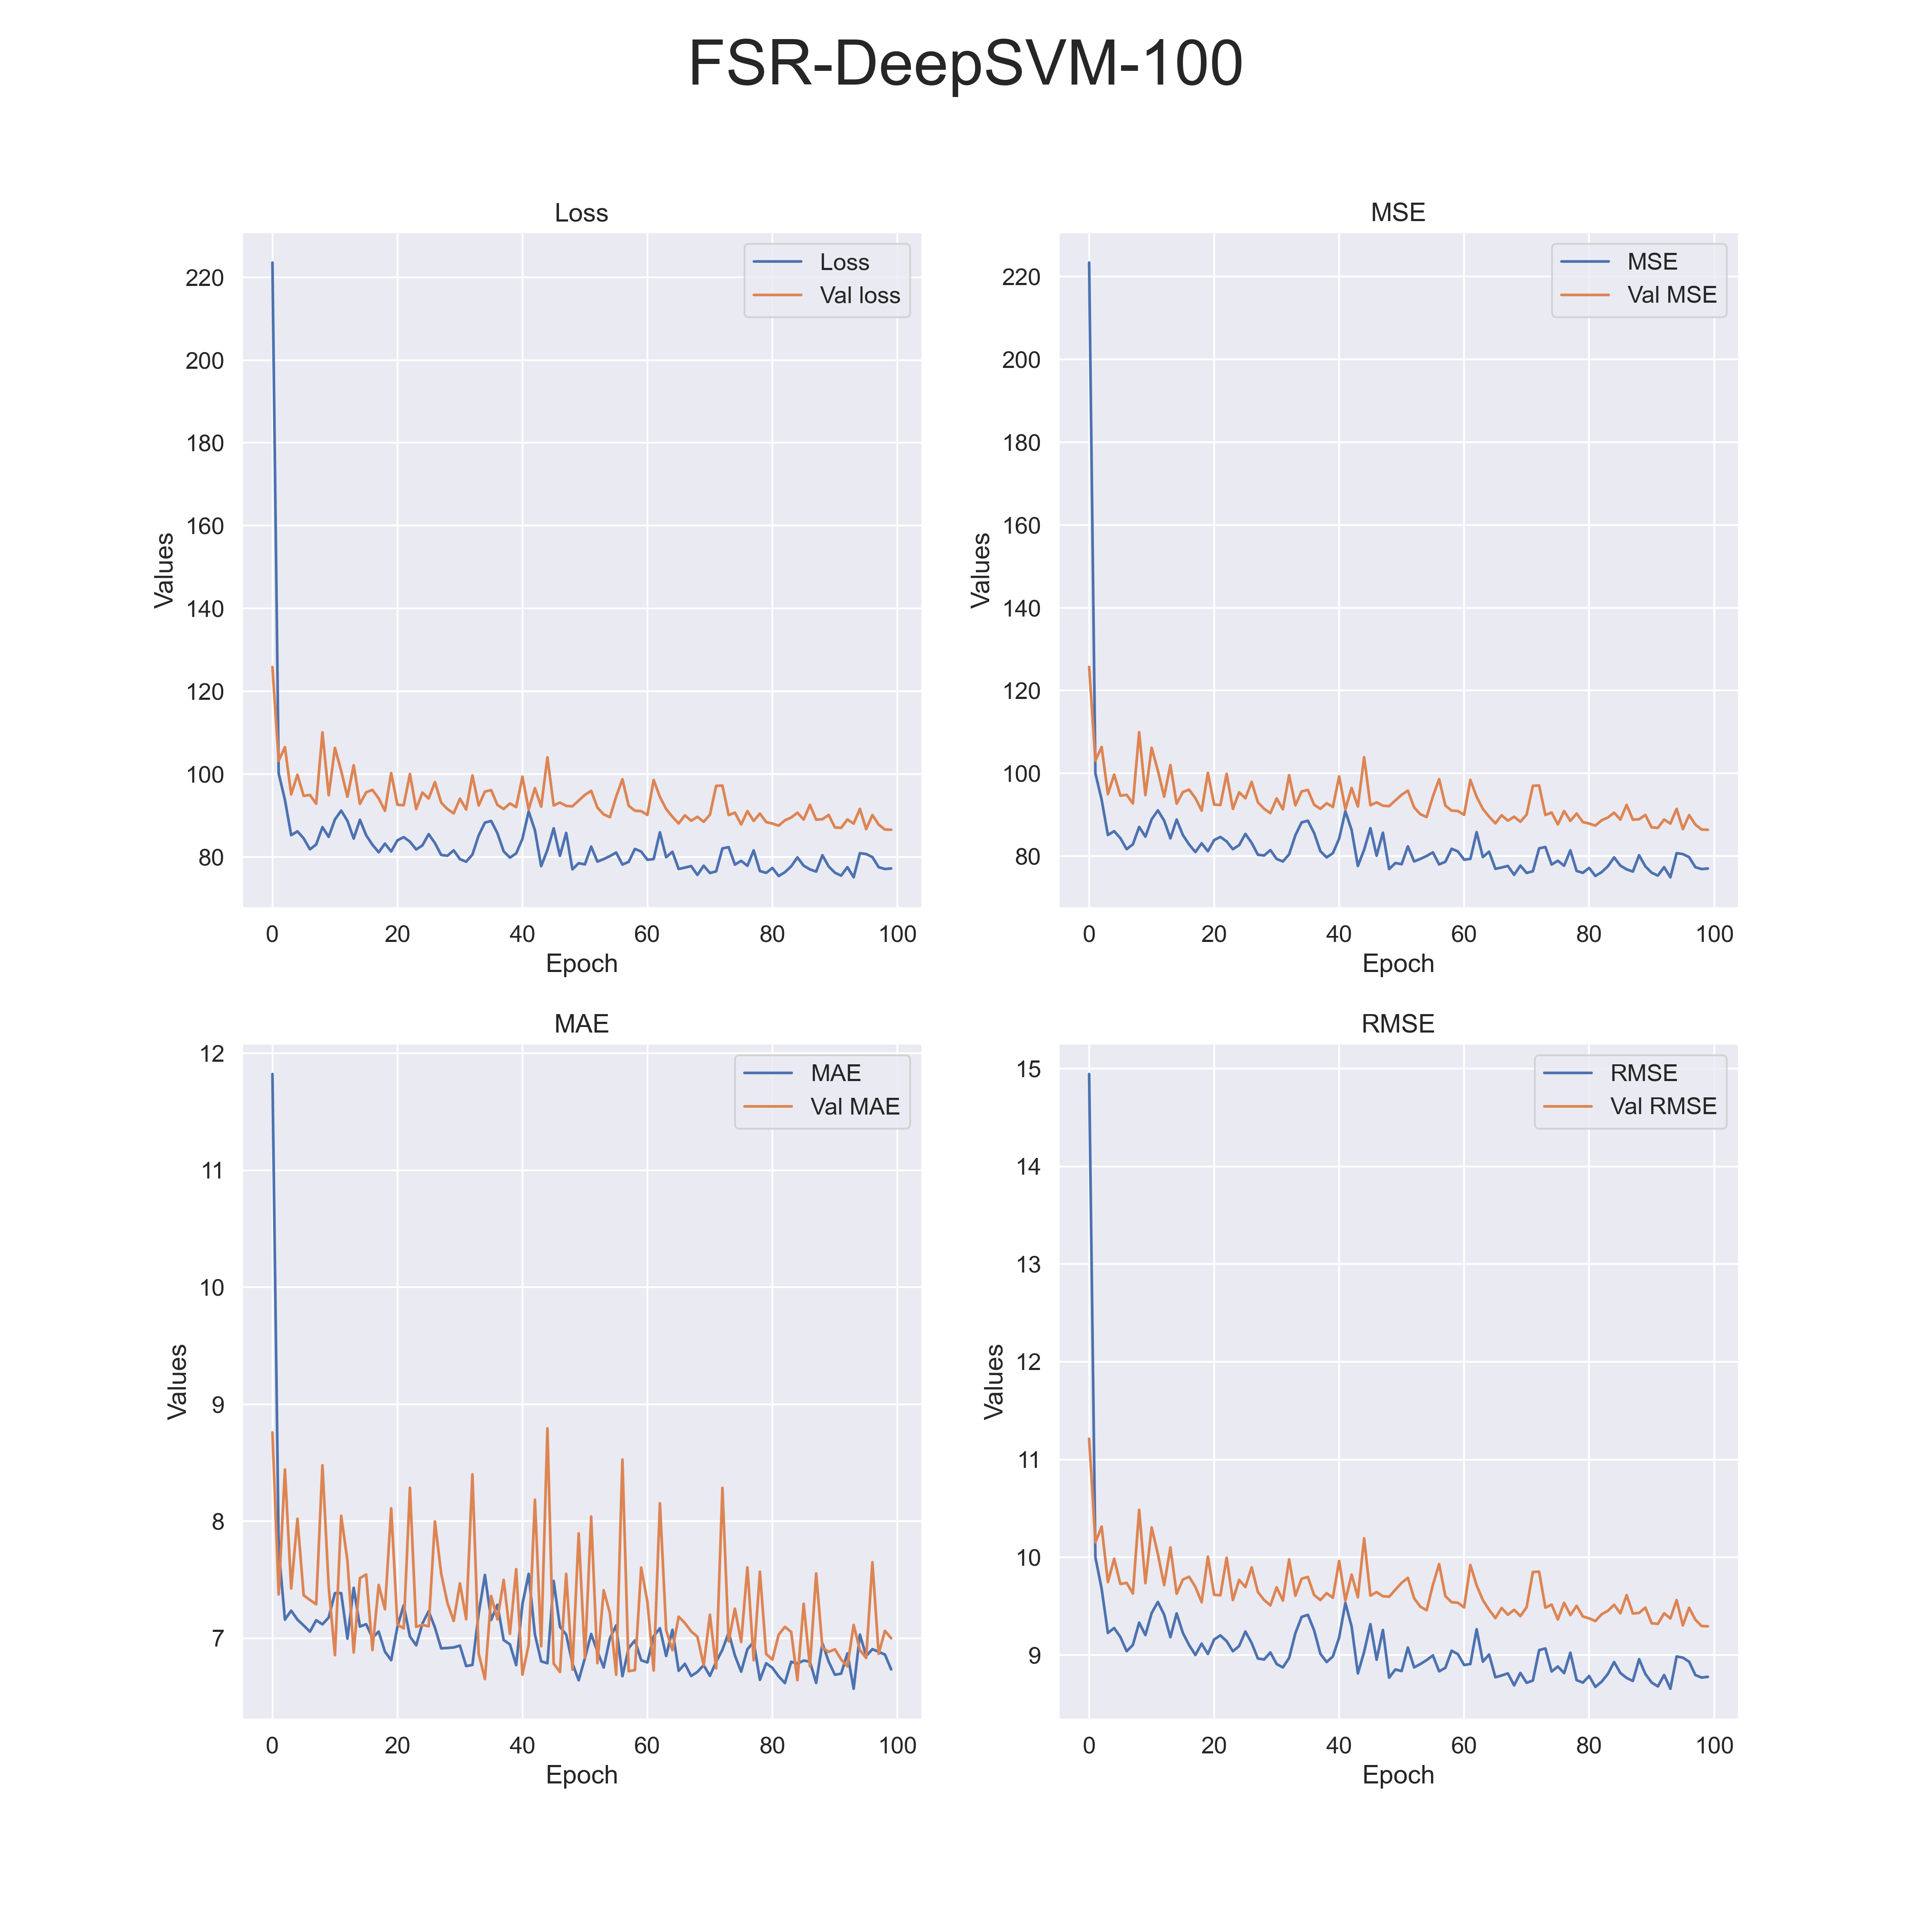 FSR-DeepSVM-100
Loss
220
200
180
160
140
120
100
80
Values
0 20 40 60 80 100
Epoch
Loss
Val loss
MSE
220
200
180
160
140
120
100
80
Values
0 20 40 60 80 100
Epoch
MSE
Val MSE
MAE
12
11
10
9
8
7
Values
0 20 40 60 80 100
Epoch
MAE
Val MAE
RMSE
15
14
13
12
11
10
9
Values
0 20 40 60 80 100
Epoch
RMSE
Val RMSE